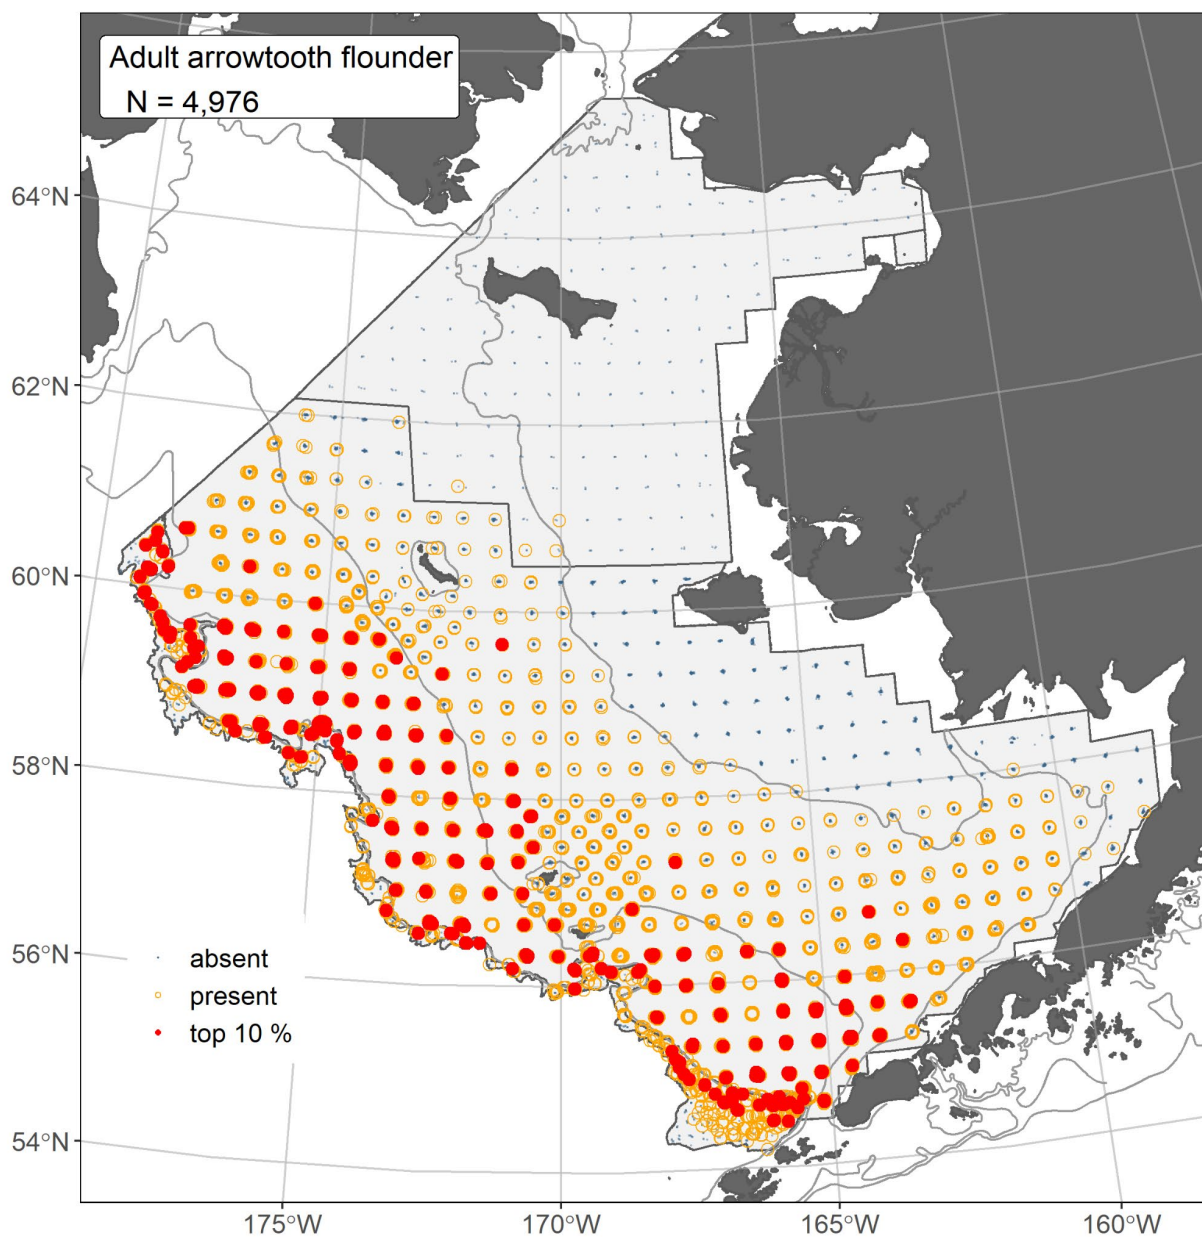 Adult arrowtooth flounder
N = 4,976
64°N
62°N
60°N
58°N
56°N
54°N
absent
present
top 10 %
175°W
170°W
165°W
160°W